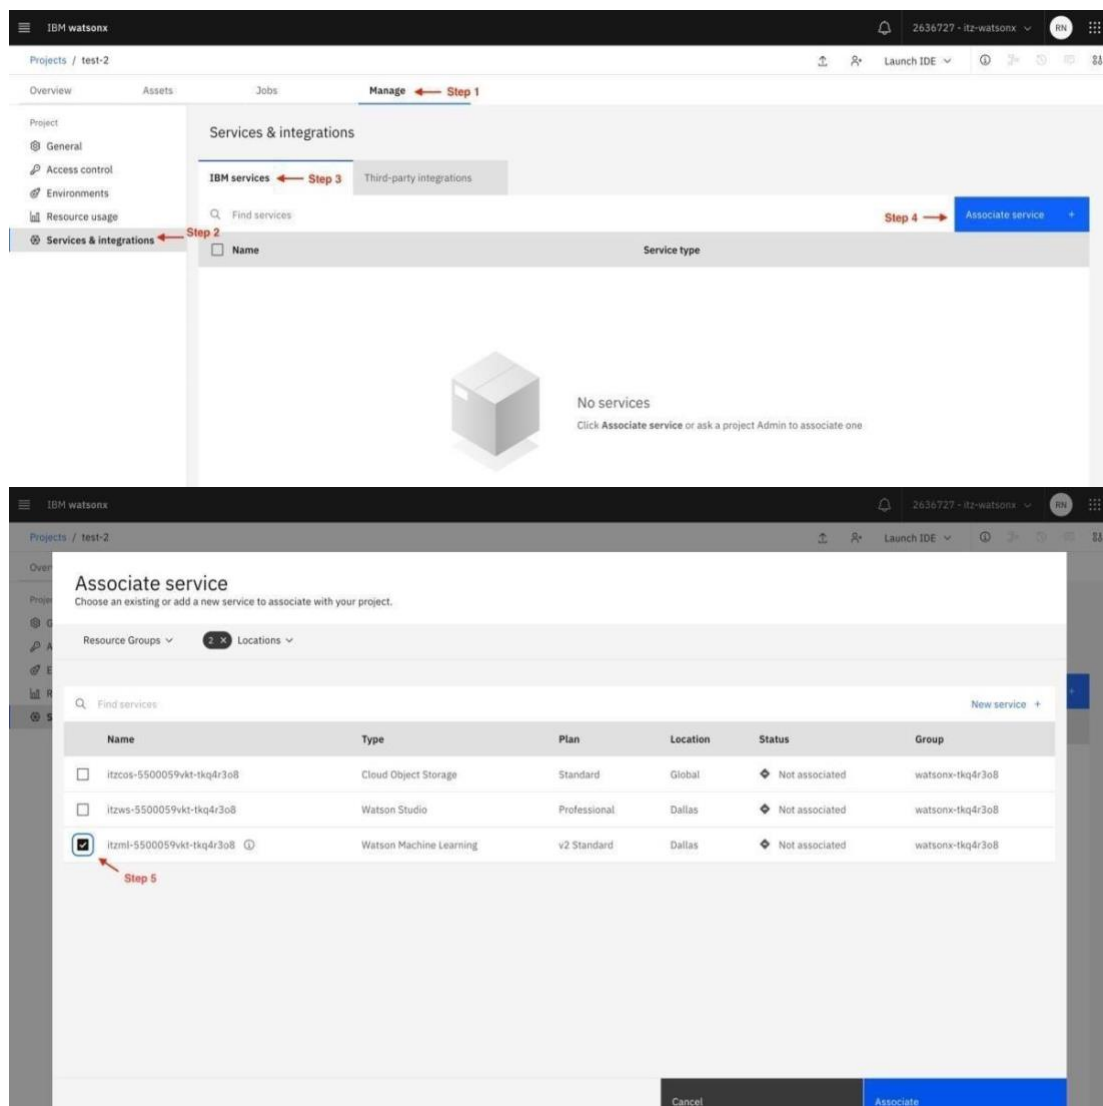 IBM watsonx 2636727 - itz-watsonx RN
Projects / test-2 Launch IDE
Overview Assets Jobs Manage Step 1
Project
General
Access control
Environments
Resource usage
Services & integrations Step 2
Services & integrations
IBM services Step 3 Third-party integrations
Find services Step 4 Associate service +
Name Service type
No services
Click Associate service or ask a project Admin to associate one
IBM watsonx 2636727 - itz-watsonx RN
Projects / test-2 Launch IDE
Associate service
Choose an existing or add a new service to associate with your project.
Resource Groups 2 × Locations
Find services New service +
Name Type Plan Location Status Group
itzcos-5500059vkt-tkq4r3o8 Cloud Object Storage Standard Global Not associated watsonx-tkq4r3o8
itzws-5500059vkt-tkq4r3o8 Watson Studio Professional Dallas Not associated watsonx-tkq4r3o8
itzml-5500059vkt-tkq4r3o8 Watson Machine Learning v2 Standard Dallas Not associated watsonx-tkq4r3o8
Step 5
Cancel Associate